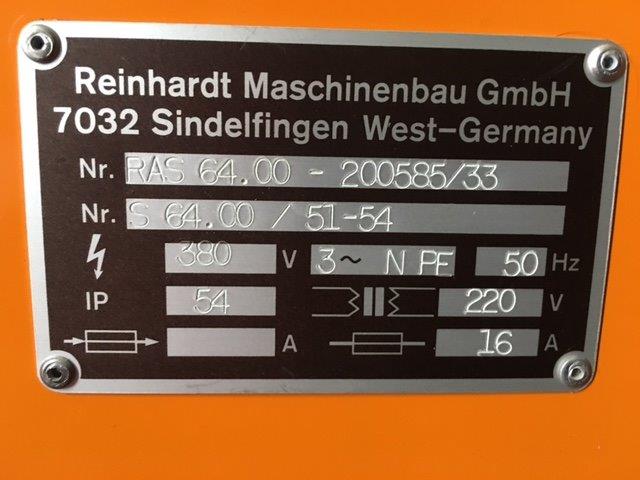 Reinhardt Maschinenbau GmbH
7032 Sindelfingen West-Germany
Nr. RAS 64.00 - 200585/33
Nr. S 64.00 / 51-54
380 V 3~ N PE 50 Hz
IP 54 220 V
A 16 A